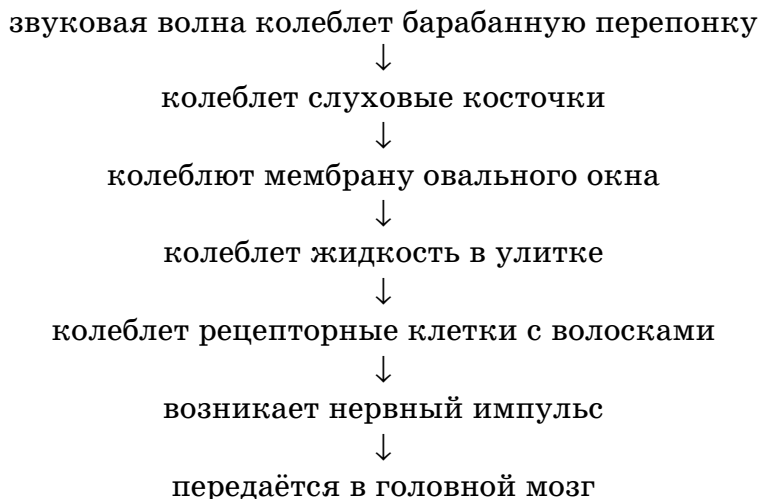 звуковая волна колеблет барабанную перепонку
↓
колеблет слуховые косточки
↓
колеблют мембрану овального окна
↓
колеблет жидкость в улитке
↓
колеблет рецепторные клетки с волосками
↓
возникает нервный импульс
↓
передаётся в головной мозг